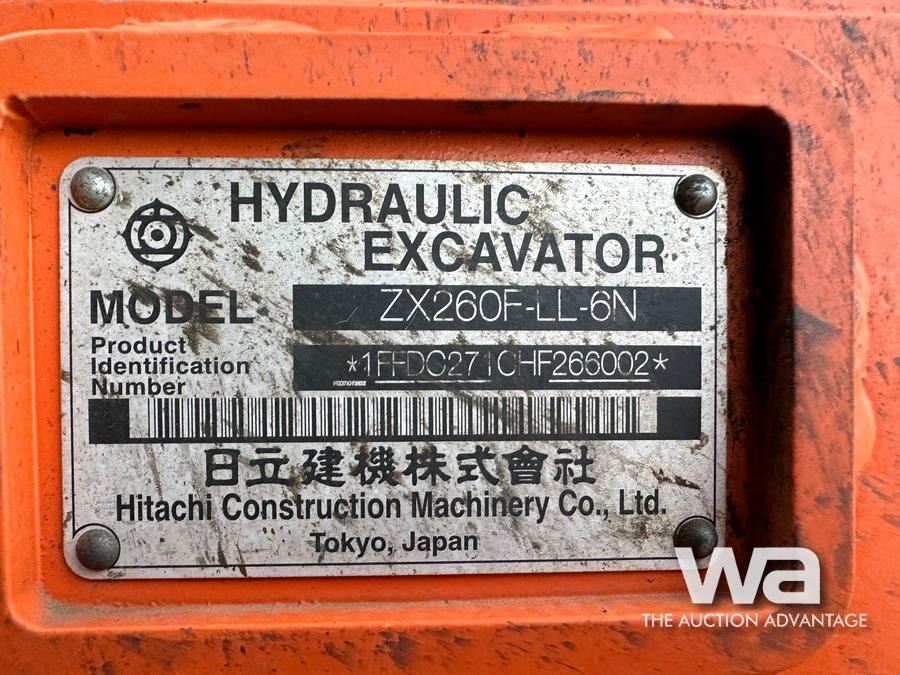 HYDRAULIC
EXCAVATOR
MODEL ZX260F-LL-6N
Product
Identification
Number
*1FFDC271CHF266002*
日立建機株式會社
Hitachi Construction Machinery Co., Ltd.
Tokyo, Japan
wa
THE AUCTION ADVANTAGE